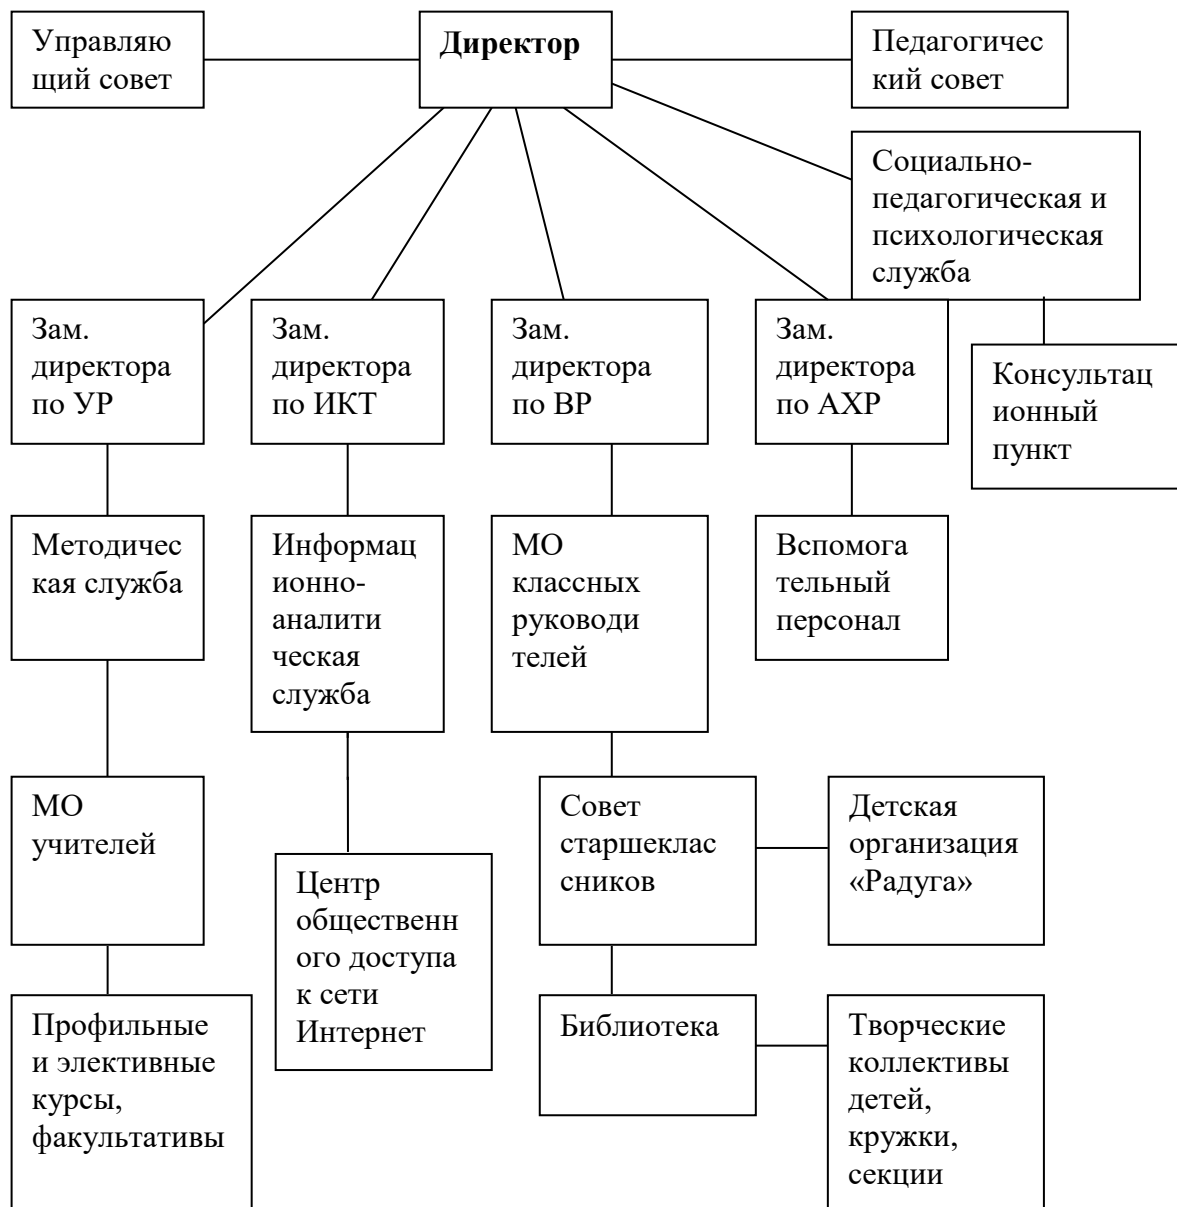 Управляю
щий совет
Директор
Педагогичес
кий совет
Социально-
педагогическая и
психологическая
служба
Зам.
директора
по УР
Зам.
директора
по ИКТ
Зам.
директора
по ВР
Зам.
директора
по АХР
Консультац
ионный
пункт
Методичес
кая служба
Информац
ионно-
аналити
ческая
служба
МО
классных
руководи
телей
Вспомога
тельный
персонал
МО
учителей
Центр
общественн
ого доступа
к сети
Интернет
Совет
старшеклас
сников
Детская
организация
«Радуга»
Профильные
и элективные
курсы,
факультативы
Библиотека
Творческие
коллективы
детей,
кружки,
секции